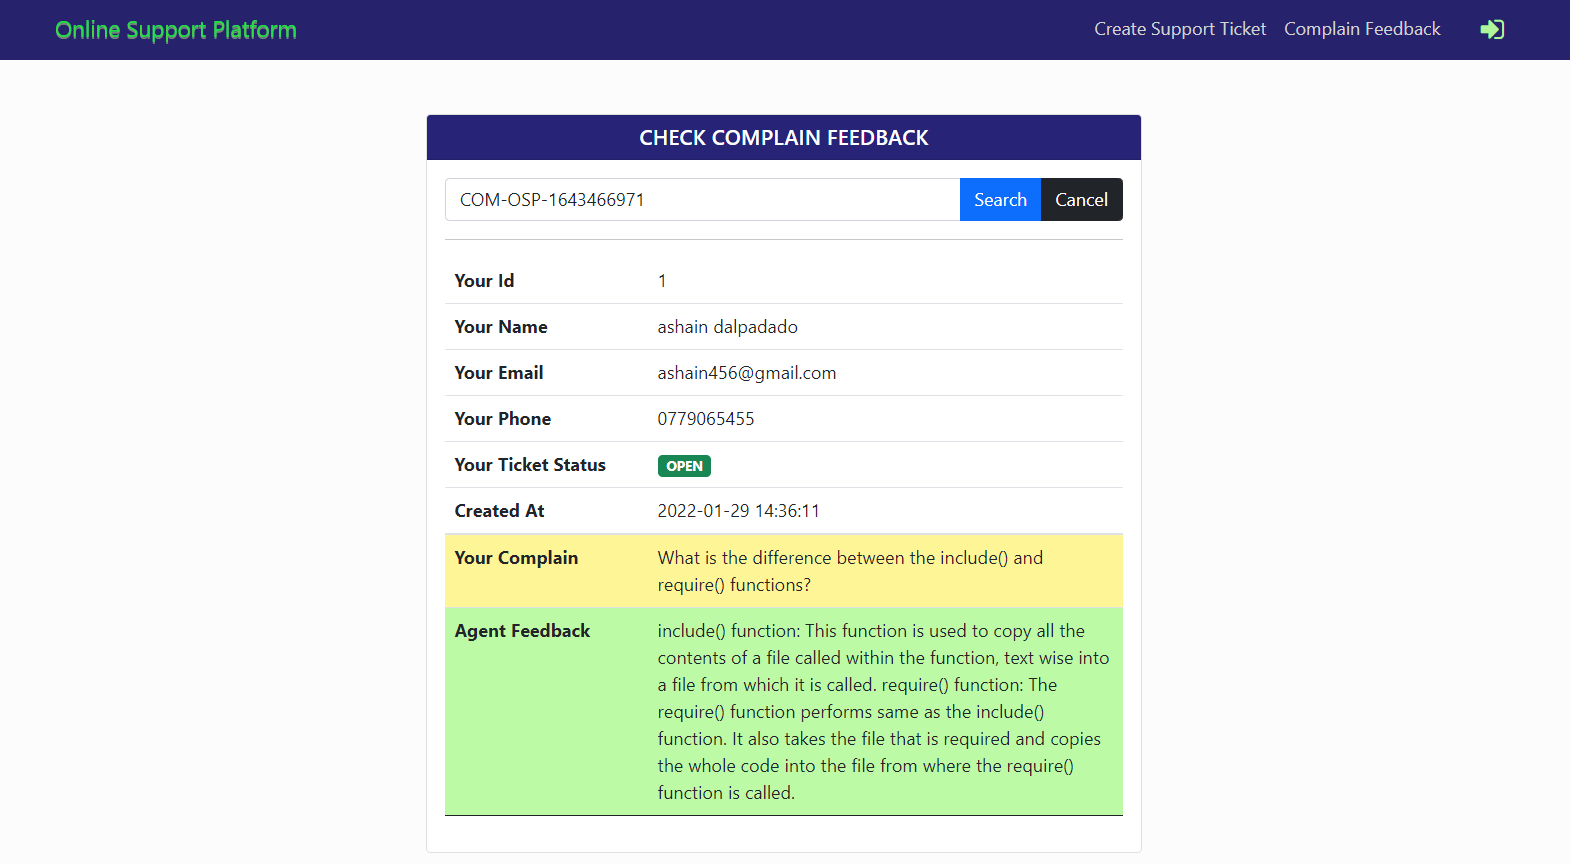 Online Support Platform
Create Support Ticket Complain Feedback
CHECK COMPLAIN FEEDBACK
COM-OSP-1643466971 Search Cancel
Your Id 1
Your Name ashain dalpadado
Your Email ashain456@gmail.com
Your Phone 0779065455
Your Ticket Status OPEN
Created At 2022-01-29 14:36:11
Your Complain What is the difference between the include() and
require() functions?
Agent Feedback include() function: This function is used to copy all the
contents of a file called within the function, text wise into
a file from which it is called. require() function: The
require() function performs same as the include()
function. It also takes the file that is required and copies
the whole code into the file from where the require()
function is called.